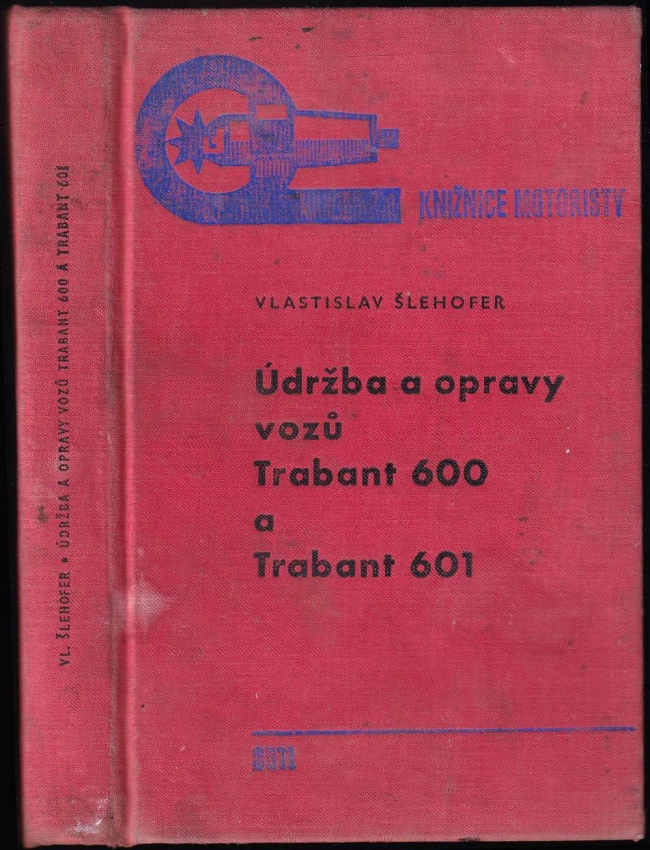 KNIŽNICE MOTORISTY
VLASTISLAV ŠLEHOFER
Údržba a opravy
vozů
Trabant 600
a
Trabant 601
SNTL
VL. ŠLEHOFER * ÚDRŽBA A OPRAVY VOZŮ TRABANT 600 A TRABANT 601